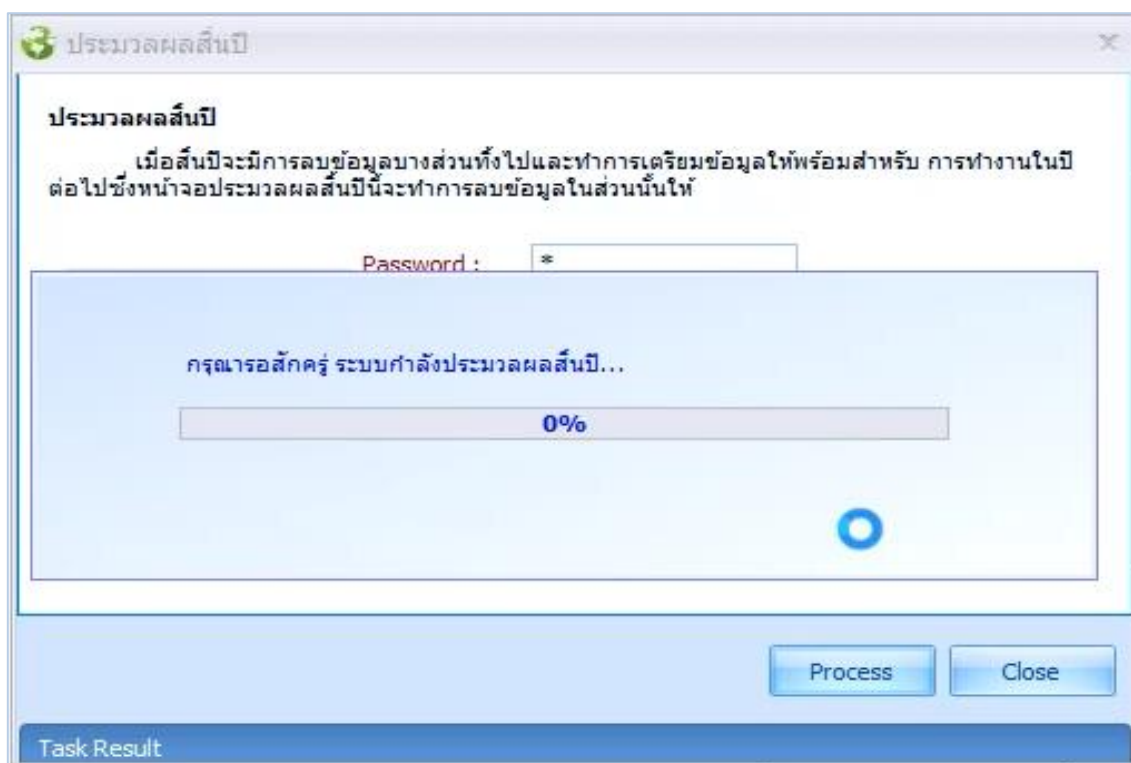 ประมวลผลสิ้นปี
ประมวลผลสิ้นปี
เมื่อสิ้นปีจะมีการลบข้อมูลบางส่วนทิ้งไปและทำการเตรียมข้อมูลให้พร้อมสำหรับ การทำงานในปี
ต่อไปซึ่งหน้าจอประมวลผลสิ้นปีนี้จะทำการลบข้อมูลในส่วนนั้นให้
Password : *
กรุณารอสักครู่ ระบบกำลังประมวลผลสิ้นปี...
0%
Process Close
Task Result